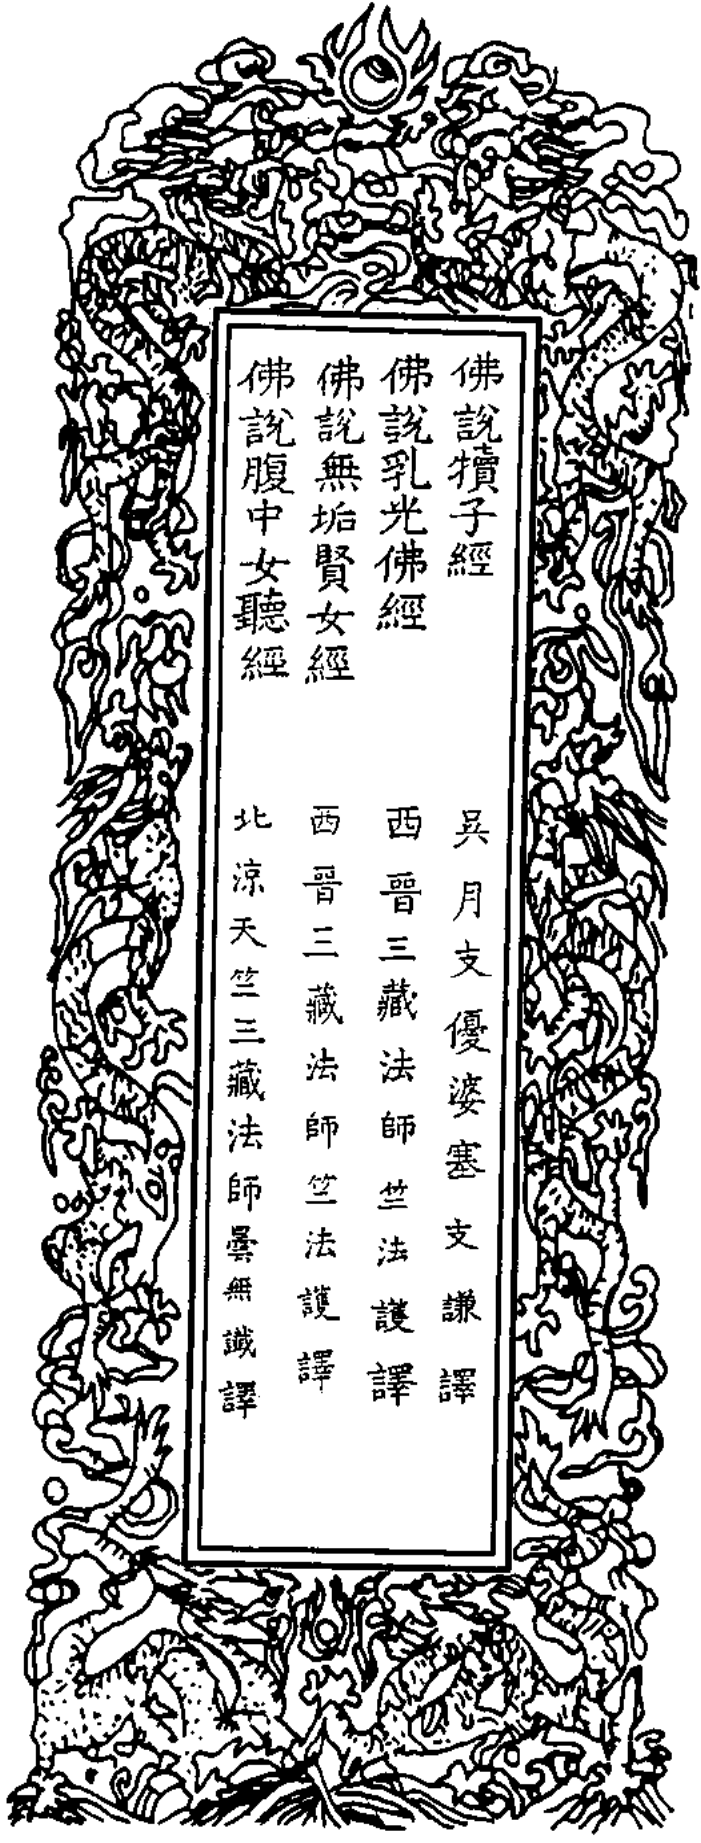 佛說犢子經 吳月支優婆塞支謙譯
佛說乳光佛經 西晉三藏法師竺法護譯
佛說無垢賢女經 西晉三藏法師竺法護譯
佛說腹中女聽經 北涼天竺三藏法師曇無讖譯